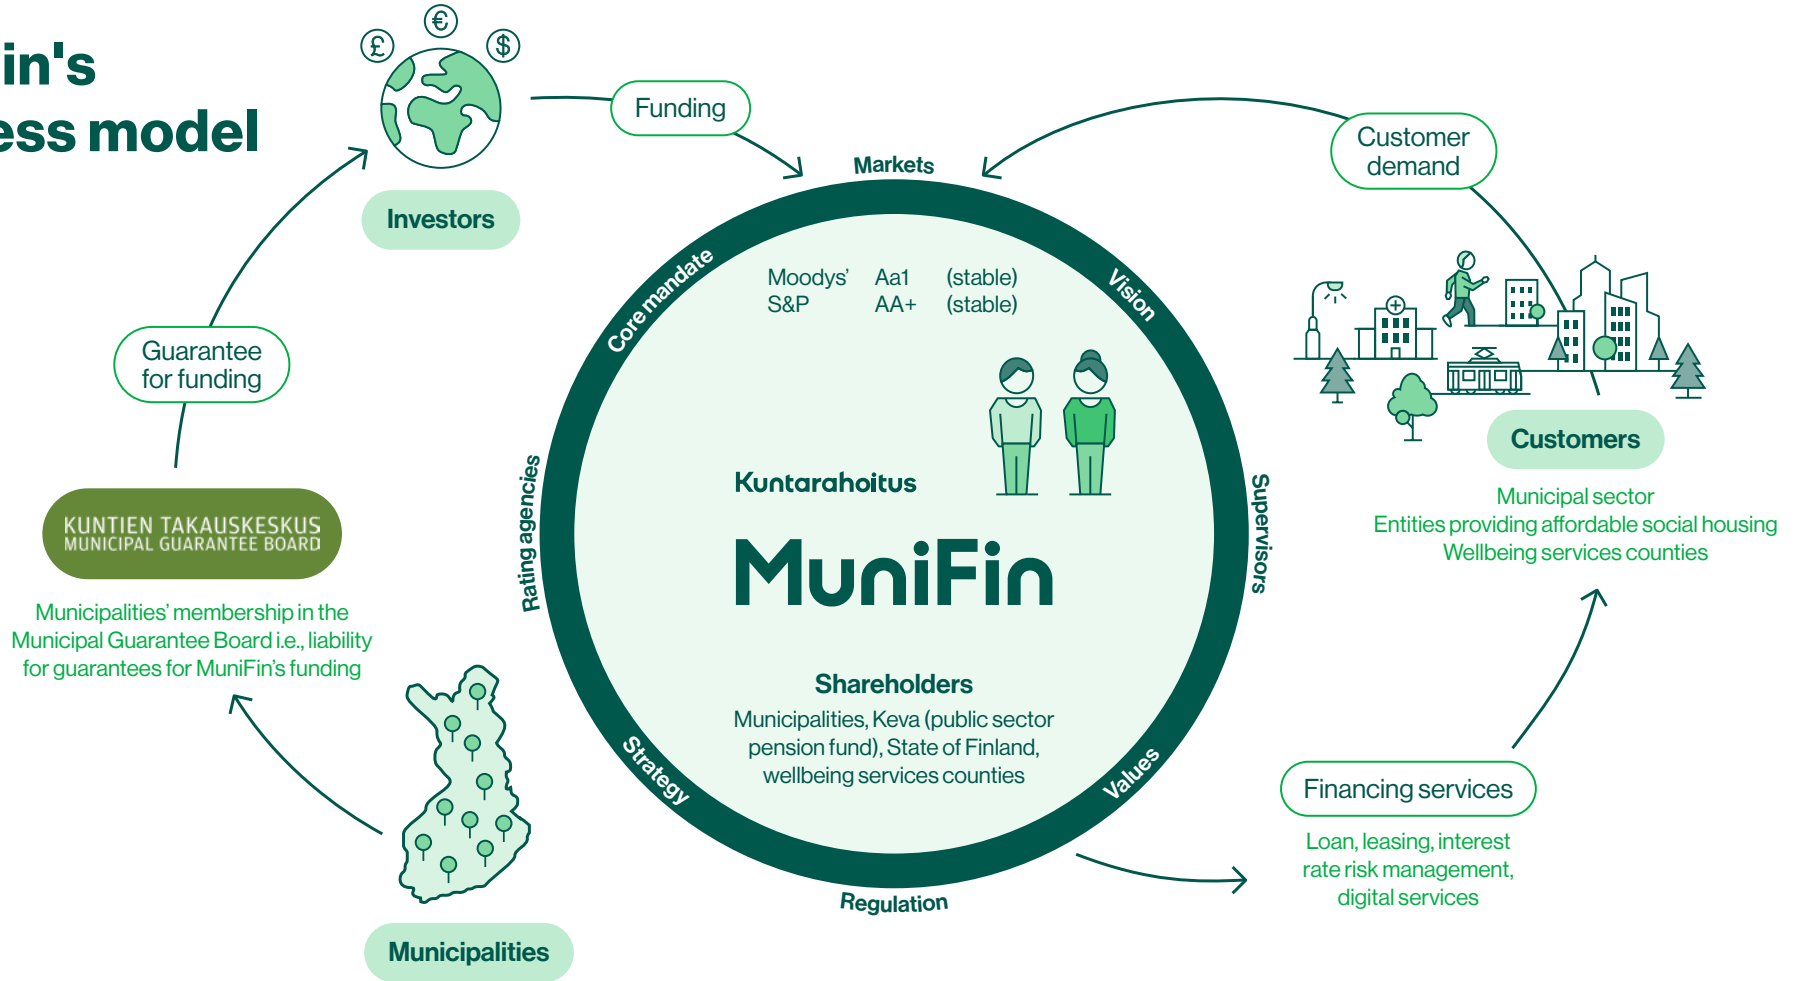 in's
ess model
£
€
$
Investors
Funding
Customer
demand
Guarantee
for funding
KUNTIEN TAKAUSKESKUS
MUNICIPAL GUARANTEE BOARD
Municipalities' membership in the
Municipal Guarantee Board i.e., liability
for guarantees for MuniFin's funding
Municipalities
Markets
Core mandate
Vision
Rating agencies
Supervisors
Strategy
Values
Regulation
Moodys' Aa1 (stable)
S&P AA+ (stable)
Kuntarahoitus
MuniFin
Shareholders
Municipalities, Keva (public sector
pension fund), State of Finland,
wellbeing services counties
Customers
Municipal sector
Entities providing affordable social housing
Wellbeing services counties
Financing services
Loan, leasing, interest
rate risk management,
digital services